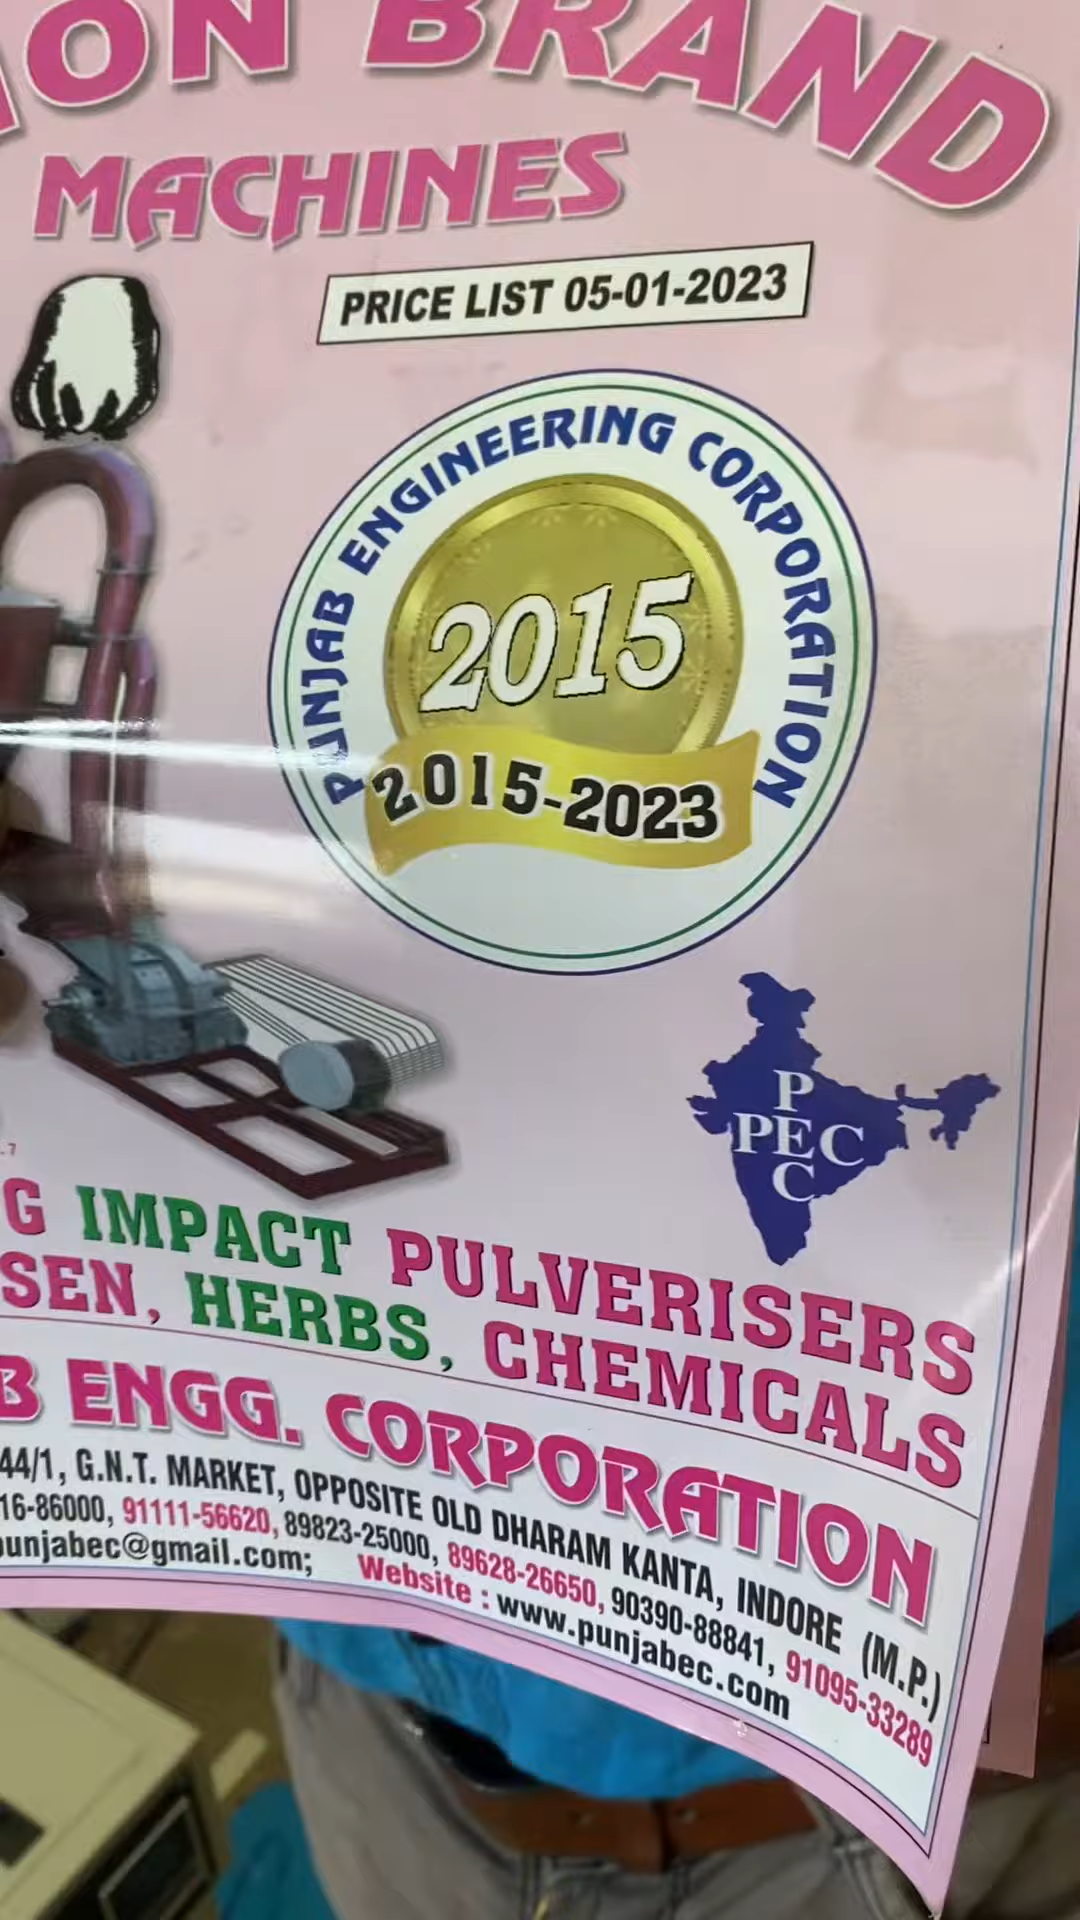 ON BRAND
MACHINES
PRICE LIST 05-01-2023
PUNJAB ENGINEERING CORPORATION
2015
2015-2023
P
PEC
C
.7
G IMPACT PULVERISERS
SEN, HERBS, CHEMICALS
B ENGG. CORPORATION
44/1, G.N.T. MARKET, OPPOSITE OLD DHARAM KANTA, INDORE (M.P.)
16-86000, 91111-56620, 89823-25000, 89628-26650, 90390-88841, 91095-33289
punjabec@gmail.com; Website : www.punjabec.com